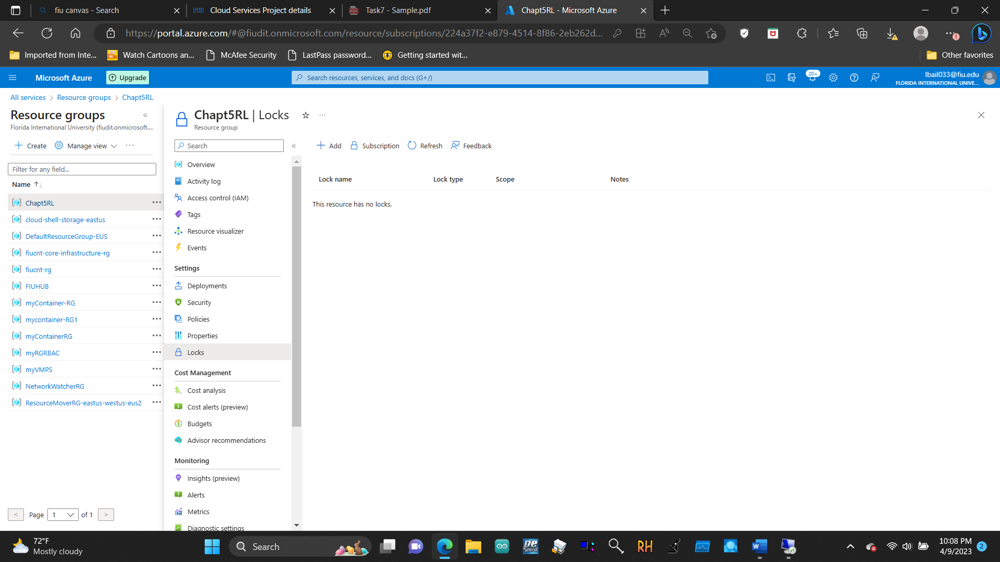 fiu canvas - Search
FIU Cloud Services Project details
PDF Task7 - Sample.pdf
Chapt5RL - Microsoft Azure
https://portal.azure.com/#@fiudit.onmicrosoft.com/resource/subscriptions/224a37f2-e879-4514-8f86-2eb262d...
Imported from Inte...
Watch Cartoons an...
McAfee Security
LastPass password...
Getting started wit...
Other favorites
Microsoft Azure
Upgrade
Search resources, services, and docs (G+/)
20+
lbail033@fiu.edu
FLORIDA INTERNATIONAL UNIVE...
All services > Resource groups > Chapt5RL
Resource groups
Florida International University (fiudit.onmicrosoft....
Create
Manage view
Filter for any field...
Name
Chapt5RL
cloud-shell-storage-eastus
DefaultResourceGroup-EUS
fiucnt-core-infrastructure-rg
fiucnt-rg
FIUHUB
myContainer-RG
mycontainer-RG1
myContainerRG
myRGRBAC
myVMPS
NetworkWatcherRG
ResourceMoverRG-eastus-westus-eus2
< Page 1 of 1 >
Chapt5RL | Locks
Resource group
Search
Overview
Activity log
Access control (IAM)
Tags
Resource visualizer
Events
Settings
Deployments
Security
Policies
Properties
Locks
Cost Management
Cost analysis
Cost alerts (preview)
Budgets
Advisor recommendations
Monitoring
Insights (preview)
Alerts
Metrics
Diagnostic settings
Add
Subscription
Refresh
Feedback
Lock name
Lock type
Scope
Notes
This resource has no locks.
72°F
Mostly cloudy
Search
RH
10:08 PM
4/9/2023
2